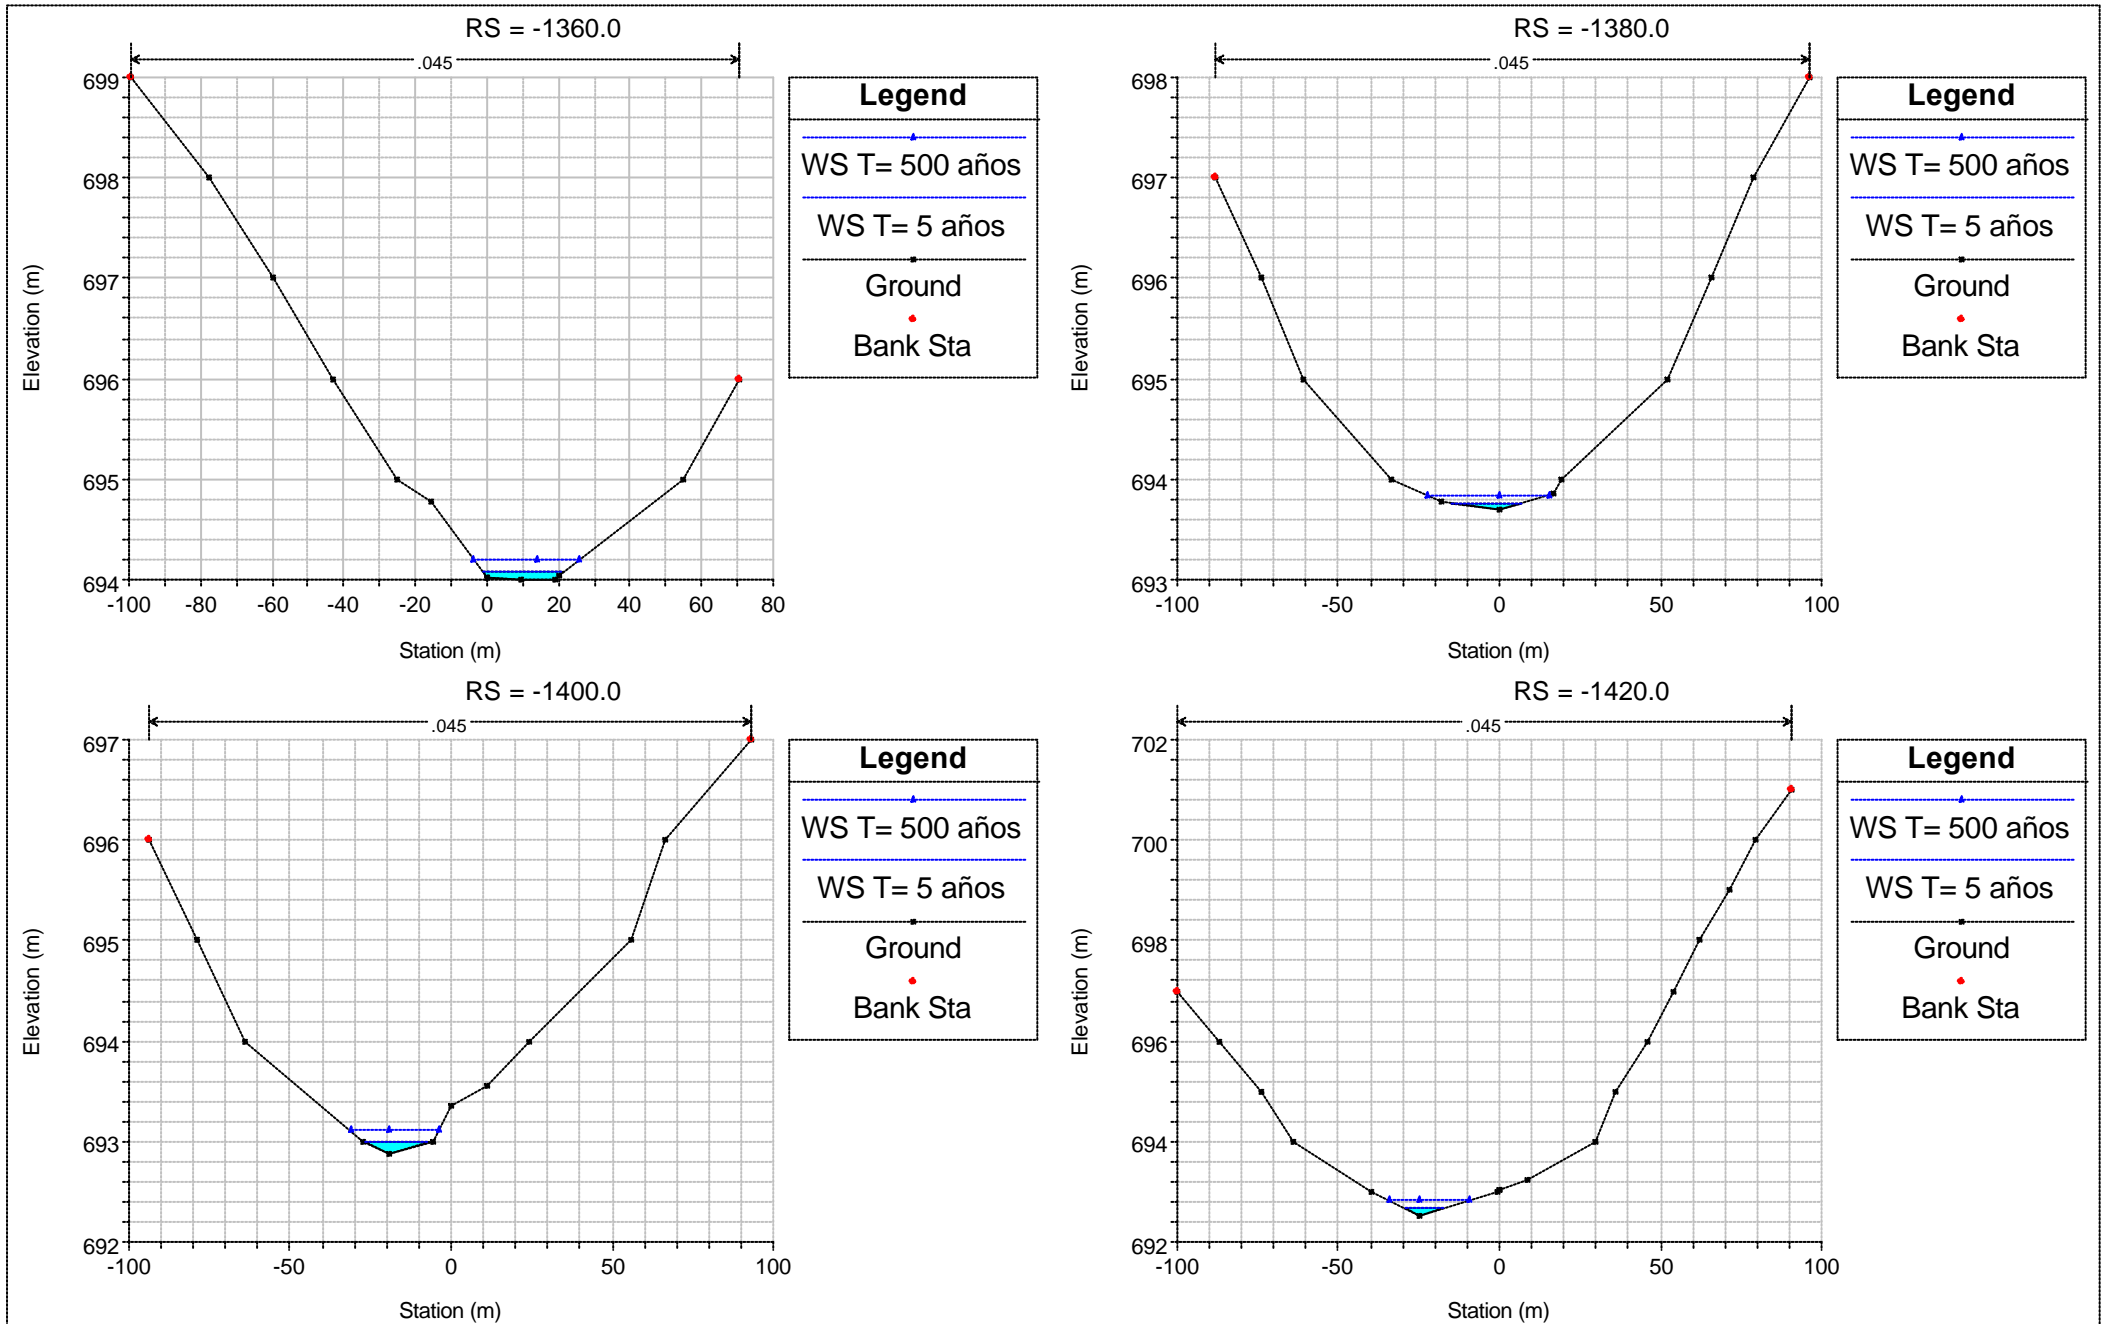 RS = -1360.0
.045
699
698
697
696
695
694
-100 -80 -60 -40 -20 0 20 40 60 80
Elevation (m)
Station (m)
Legend
WS T= 500 años
WS T= 5 años
Ground
Bank Sta
RS = -1380.0
.045
698
697
696
695
694
693
-100 -50 0 50 100
Elevation (m)
Station (m)
Legend
WS T= 500 años
WS T= 5 años
Ground
Bank Sta
RS = -1400.0
.045
697
696
695
694
693
692
-100 -50 0 50 100
Elevation (m)
Station (m)
Legend
WS T= 500 años
WS T= 5 años
Ground
Bank Sta
RS = -1420.0
.045
702
700
698
696
694
692
-100 -50 0 50 100
Elevation (m)
Station (m)
Legend
WS T= 500 años
WS T= 5 años
Ground
Bank Sta